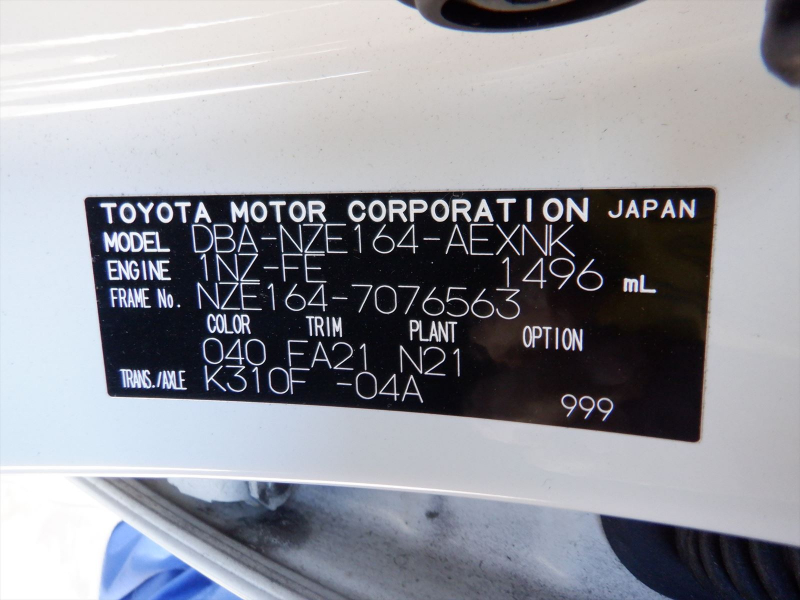 TOYOTA MOTOR CORPORATION JAPAN
MODEL DBA-NZE164-AEXNK
ENGINE 1NZ-FE 1496 mL
FRAME No. NZE164-7076563
COLOR TRIM PLANT OPTION
040 FA21 N21
TRANS./AXLE K310F -04A 999